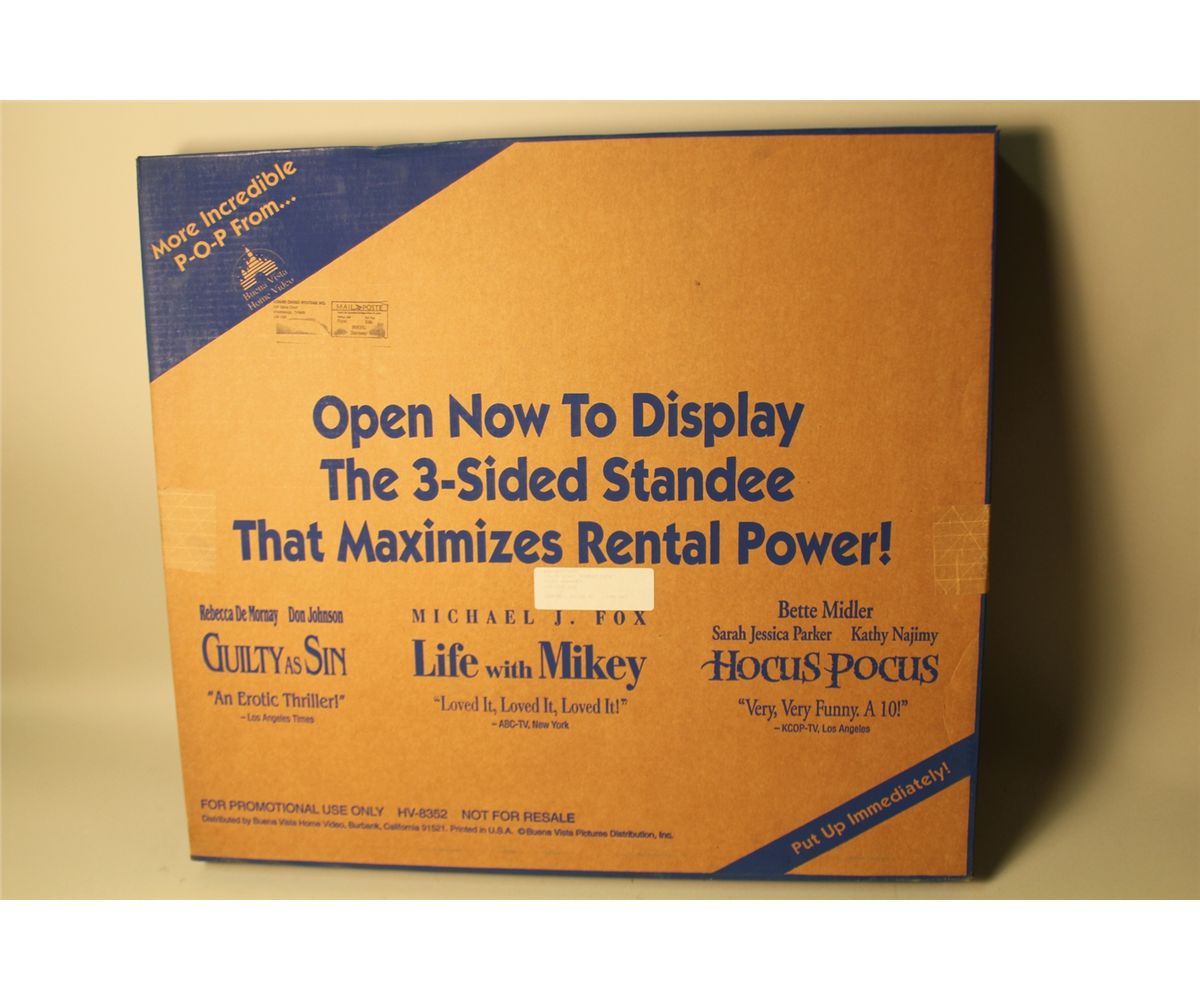 More Incredible
P-O-P From...
Buena Vista
Home Video
MAIL POSTE
Open Now To Display
The 3-Sided Standee
That Maximizes Rental Power!
Rebecca De Mornay Don Johnson
GUILTY AS SIN
"An Erotic Thriller!"
– Los Angeles Times
MICHAEL J. FOX
Life with Mikey
"Loved It, Loved It, Loved It!"
– ABC-TV, New York
Bette Midler
Sarah Jessica Parker Kathy Najimy
HOCUS POCUS
"Very, Very Funny. A 10!"
– KCOP-TV, Los Angeles
FOR PROMOTIONAL USE ONLY HV-8352 NOT FOR RESALE
Distributed by Buena Vista Home Video, Burbank, California 91521. Printed in U.S.A. ©Buena Vista Pictures Distribution, Inc.
Put Up Immediately!